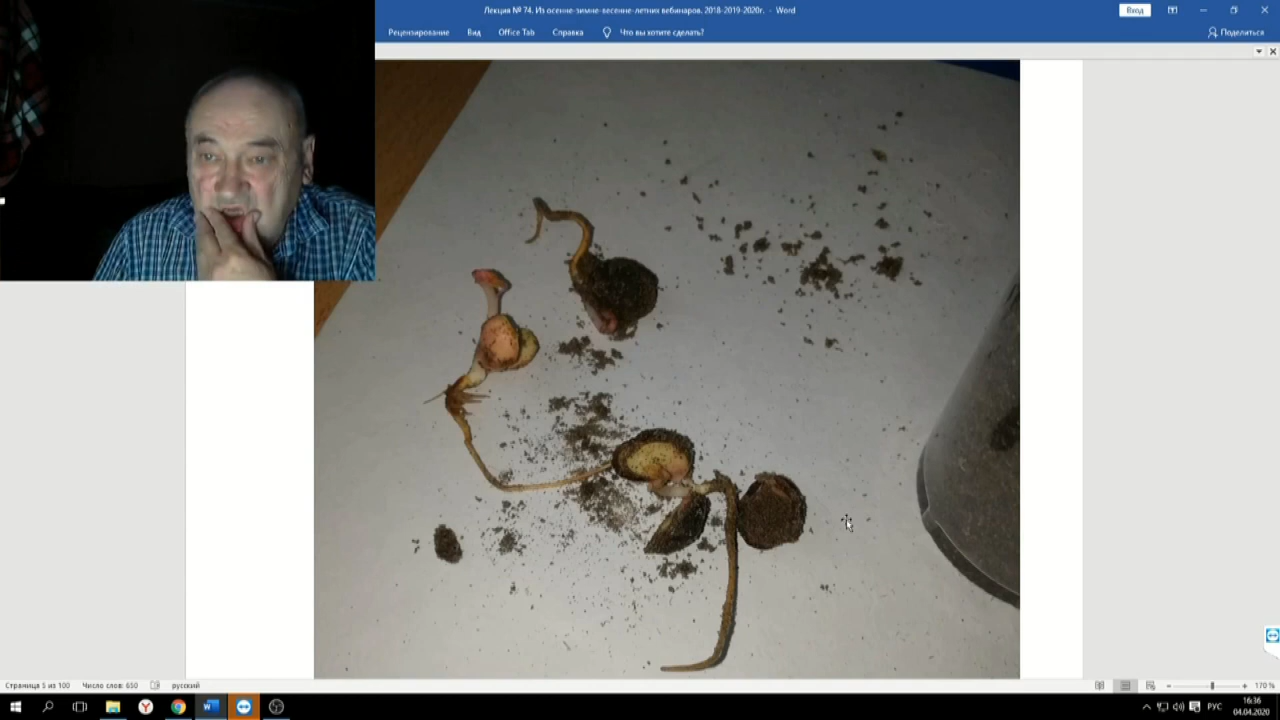 Лекция № 74. Из осенне-зимне-весенне-летних вебинаров. 2018-2019-2020г. - Word
Вход
Рецензирование Вид Office Tab Справка Что вы хотите сделать? Поделиться
Страница 5 из 100 Число слов: 650 русский 170 %
РУС 16:36
04.04.2020